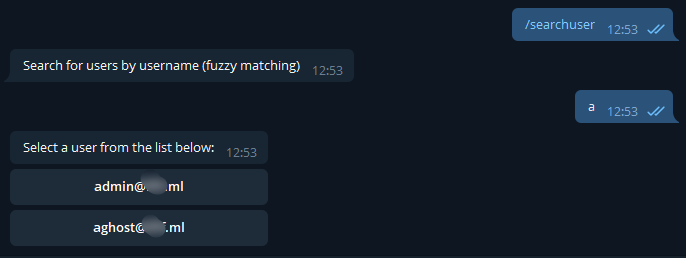 /searchuser 12:53
Search for users by username (fuzzy matching) 12:53
a 12:53
Select a user from the list below: 12:53
admin@ .ml
aghost@ .ml